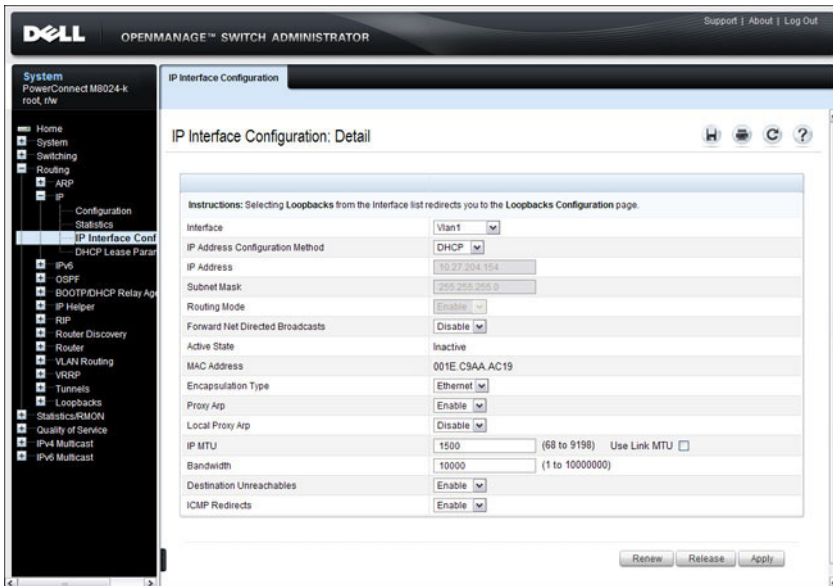 Support | About | Log Out
DELL OPENMANAGE™ SWITCH ADMINISTRATOR
System
PowerConnect M8024-k
root, r/w
Home
System
Switching
Routing
ARP
IP
Configuration
Statistics
IP Interface Conf
DHCP Lease Param
IPv6
OSPF
BOOTP/DHCP Relay Age
IP Helper
RIP
Router Discovery
Router
VLAN Routing
VRRP
Tunnels
Loopbacks
Statistics/RMON
Quality of Service
IPv4 Multicast
IPv6 Multicast
IP Interface Configuration
IP Interface Configuration: Detail
Instructions: Selecting Loopbacks from the Interface list redirects you to the Loopbacks Configuration page.
Interface Vlan1
IP Address Configuration Method DHCP
IP Address 10.27.204.154
Subnet Mask 255.255.255.0
Routing Mode Enable
Forward Net Directed Broadcasts Disable
Active State Inactive
MAC Address 001E.C9AA.AC19
Encapsulation Type Ethernet
Proxy Arp Enable
Local Proxy Arp Disable
IP MTU 1500 (68 to 9198) Use Link MTU
Bandwidth 10000 (1 to 10000000)
Destination Unreachables Enable
ICMP Redirects Enable
Renew Release Apply